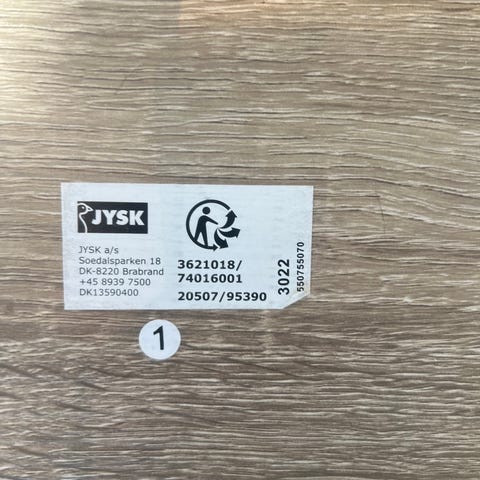 JYSK
JYSK a/s
Soedalsparken 18
DK-8220 Brabrand
+45 8939 7500
DK13590400
3621018/
74016001
20507/95390
3022
550755070
1